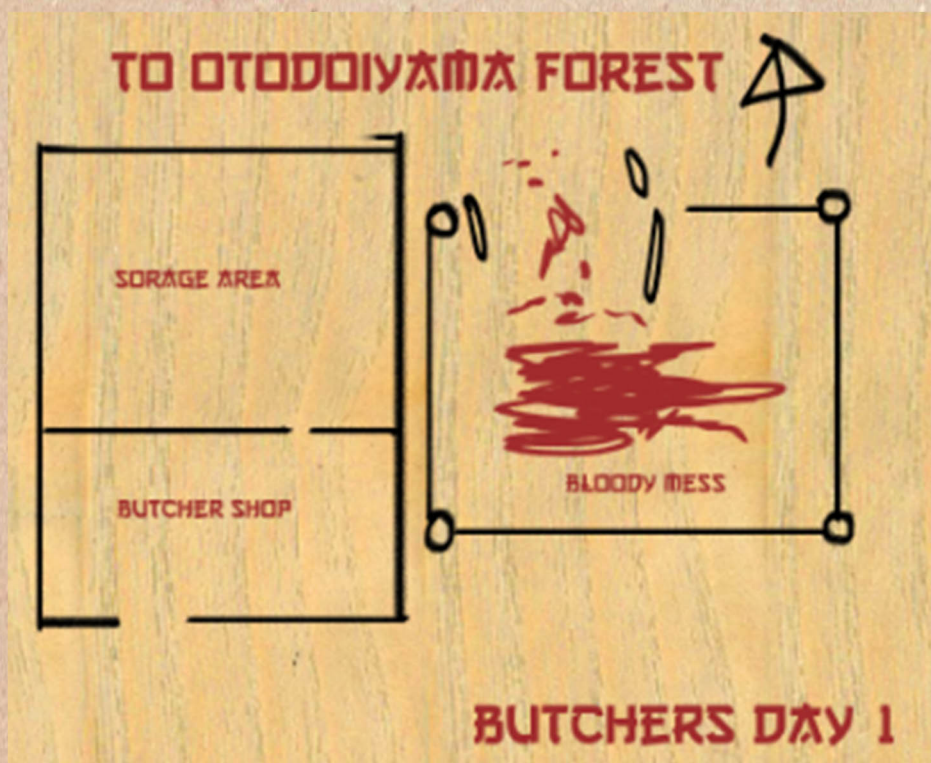 TO OTODOIYAMA FOREST
SORAGE AREA
BUTCHER SHOP
BLOODY MESS
BUTCHERS DAY 1